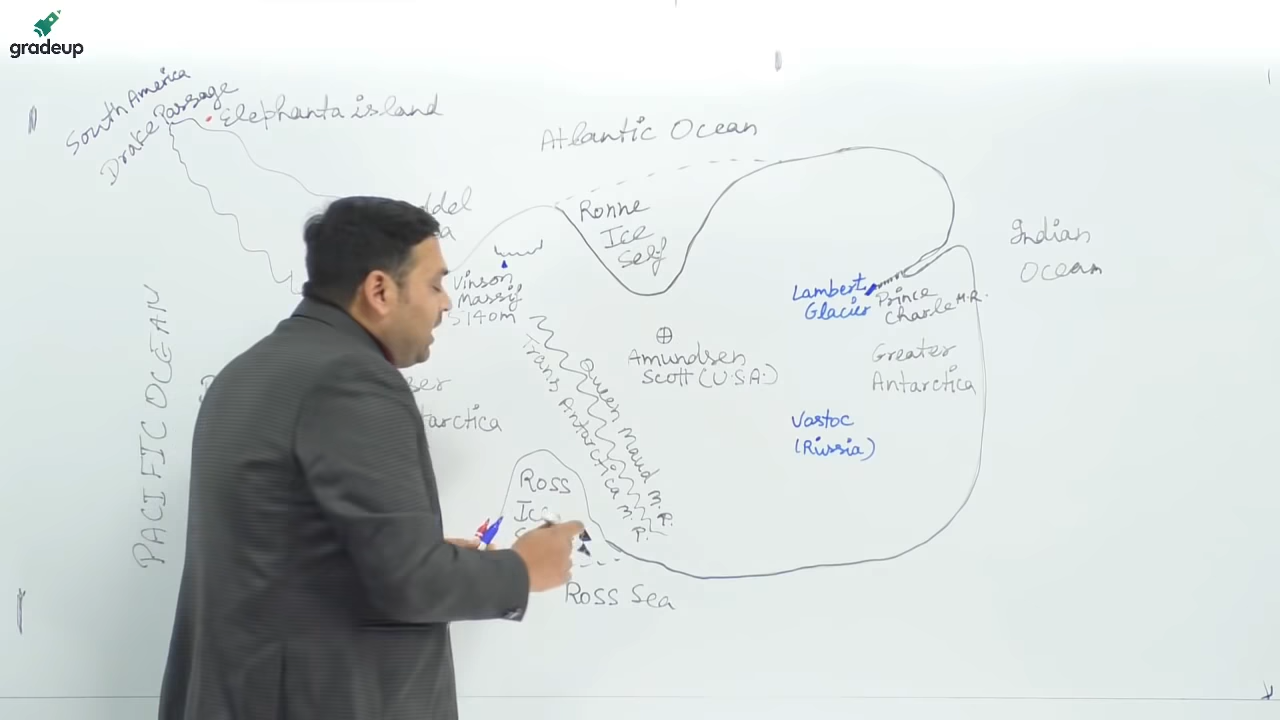 gradeup
South America
Drake Passage
Elephanta island
Atlantic Ocean
Ronne
Ice
Self
Indian
Ocean
Vinson
Massif
5140m
Lambert
Glacier
Prince
Charle M.R.
PACIFIC OCEAN
Amundsen
Scott (U.S.A.)
Greater
Antarctica
Queen Maud
Trans Antarctica
Vastoc
(Russia)
Ross
Ice
Ross Sea